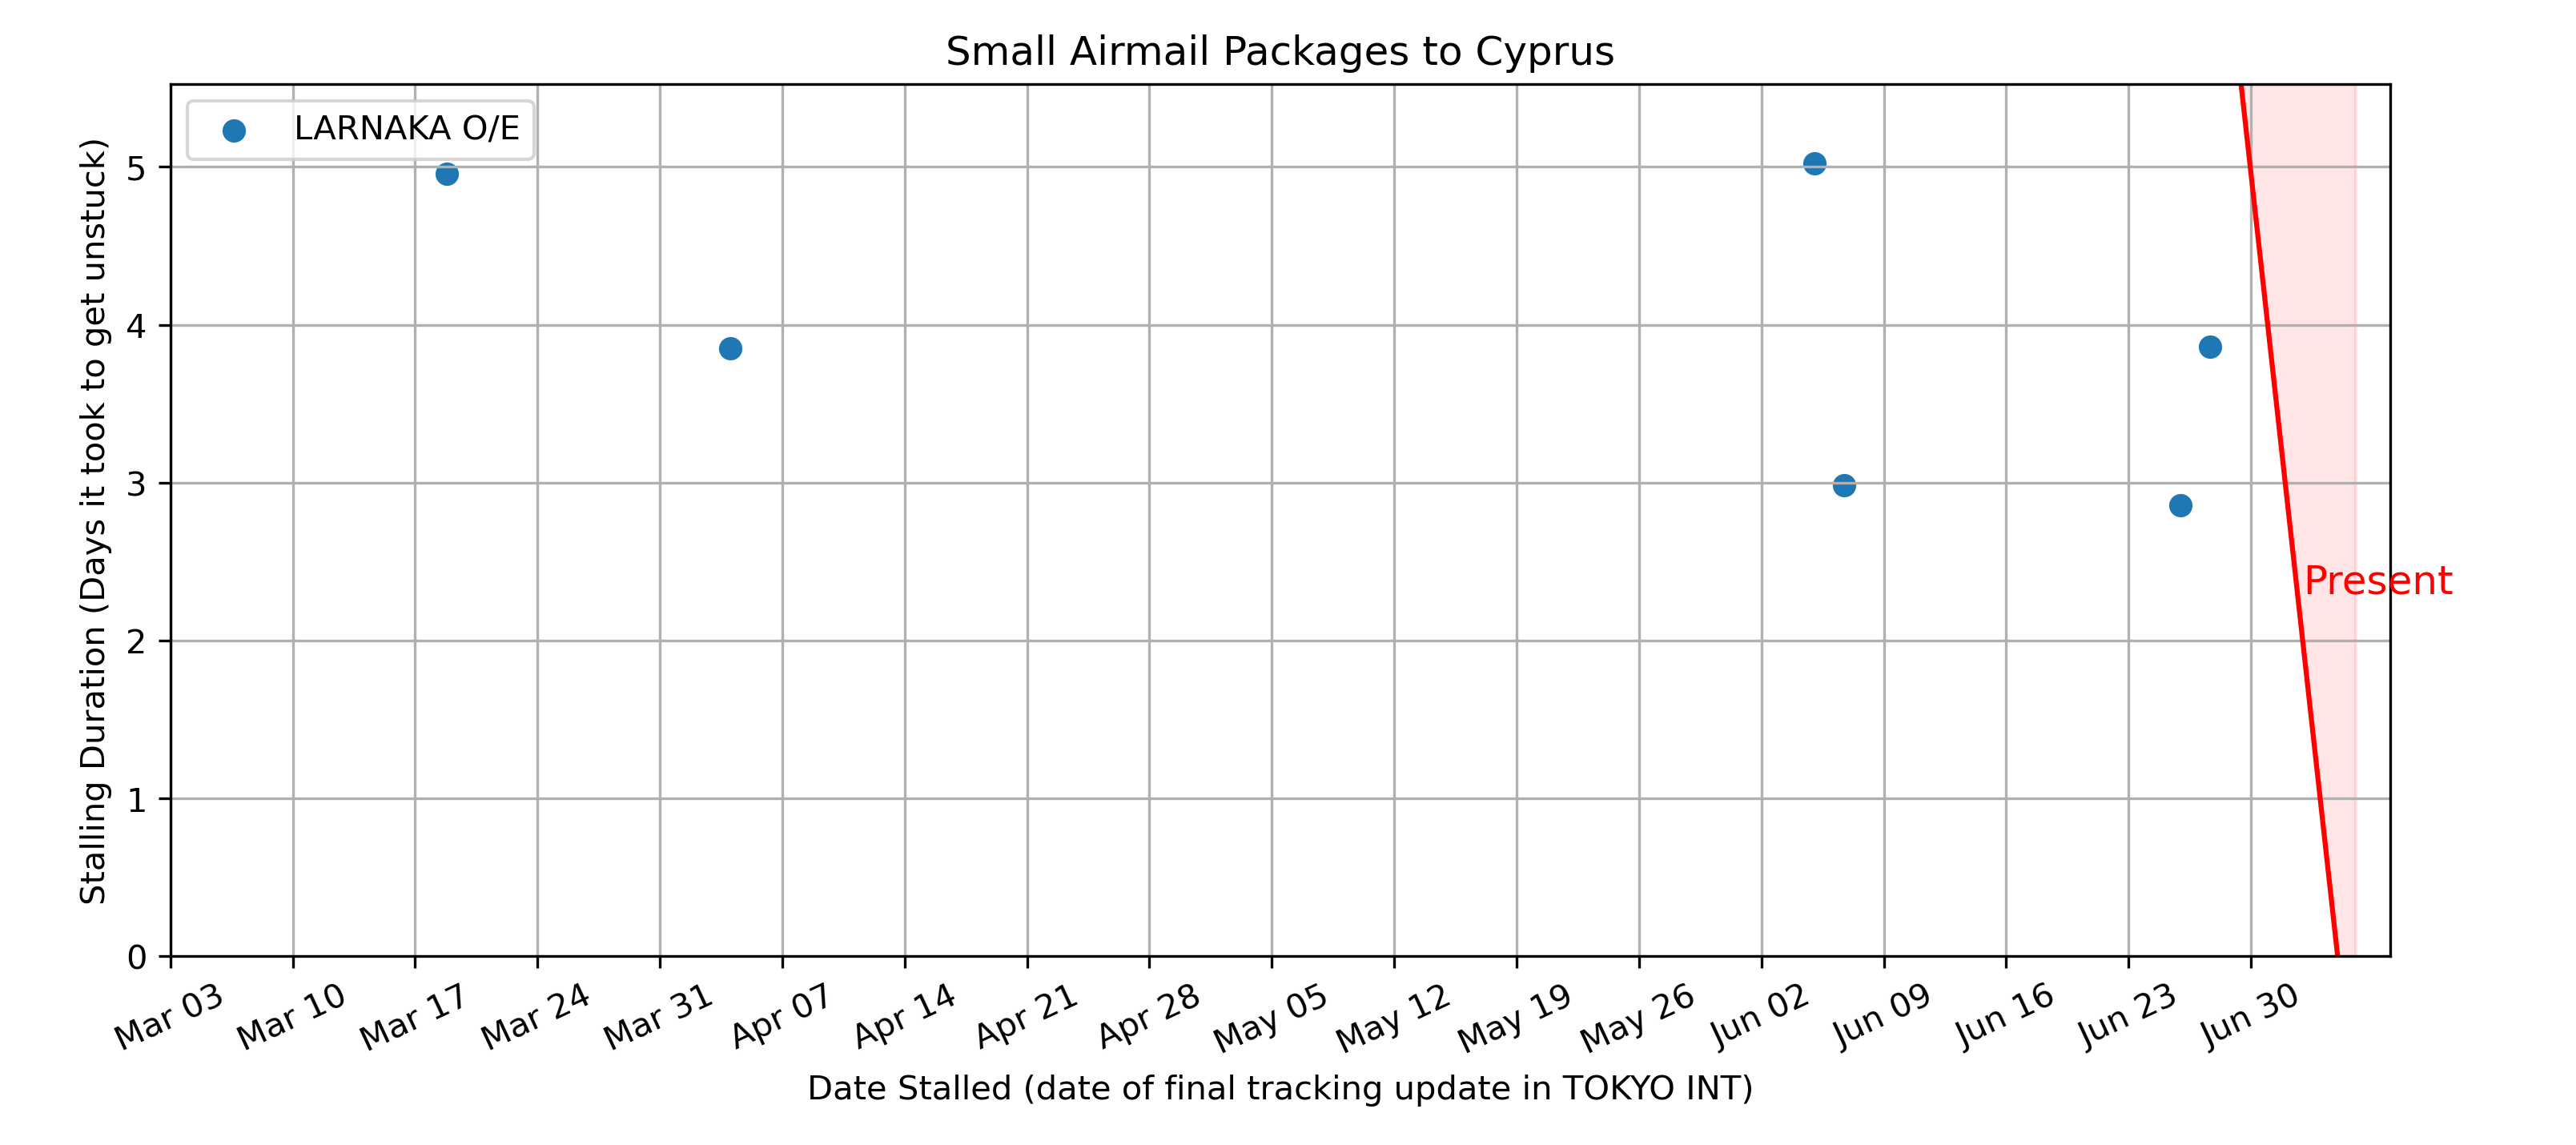 Small Airmail Packages to Cyprus
LARNAKA O/E
Stalling Duration (Days it took to get unstuck)
5
4
3
2
1
0
Present
Mar 03
Mar 10
Mar 17
Mar 24
Mar 31
Apr 07
Apr 14
Apr 21
Apr 28
May 05
May 12
May 19
May 26
Jun 02
Jun 09
Jun 16
Jun 23
Jun 30
Date Stalled (date of final tracking update in TOKYO INT)